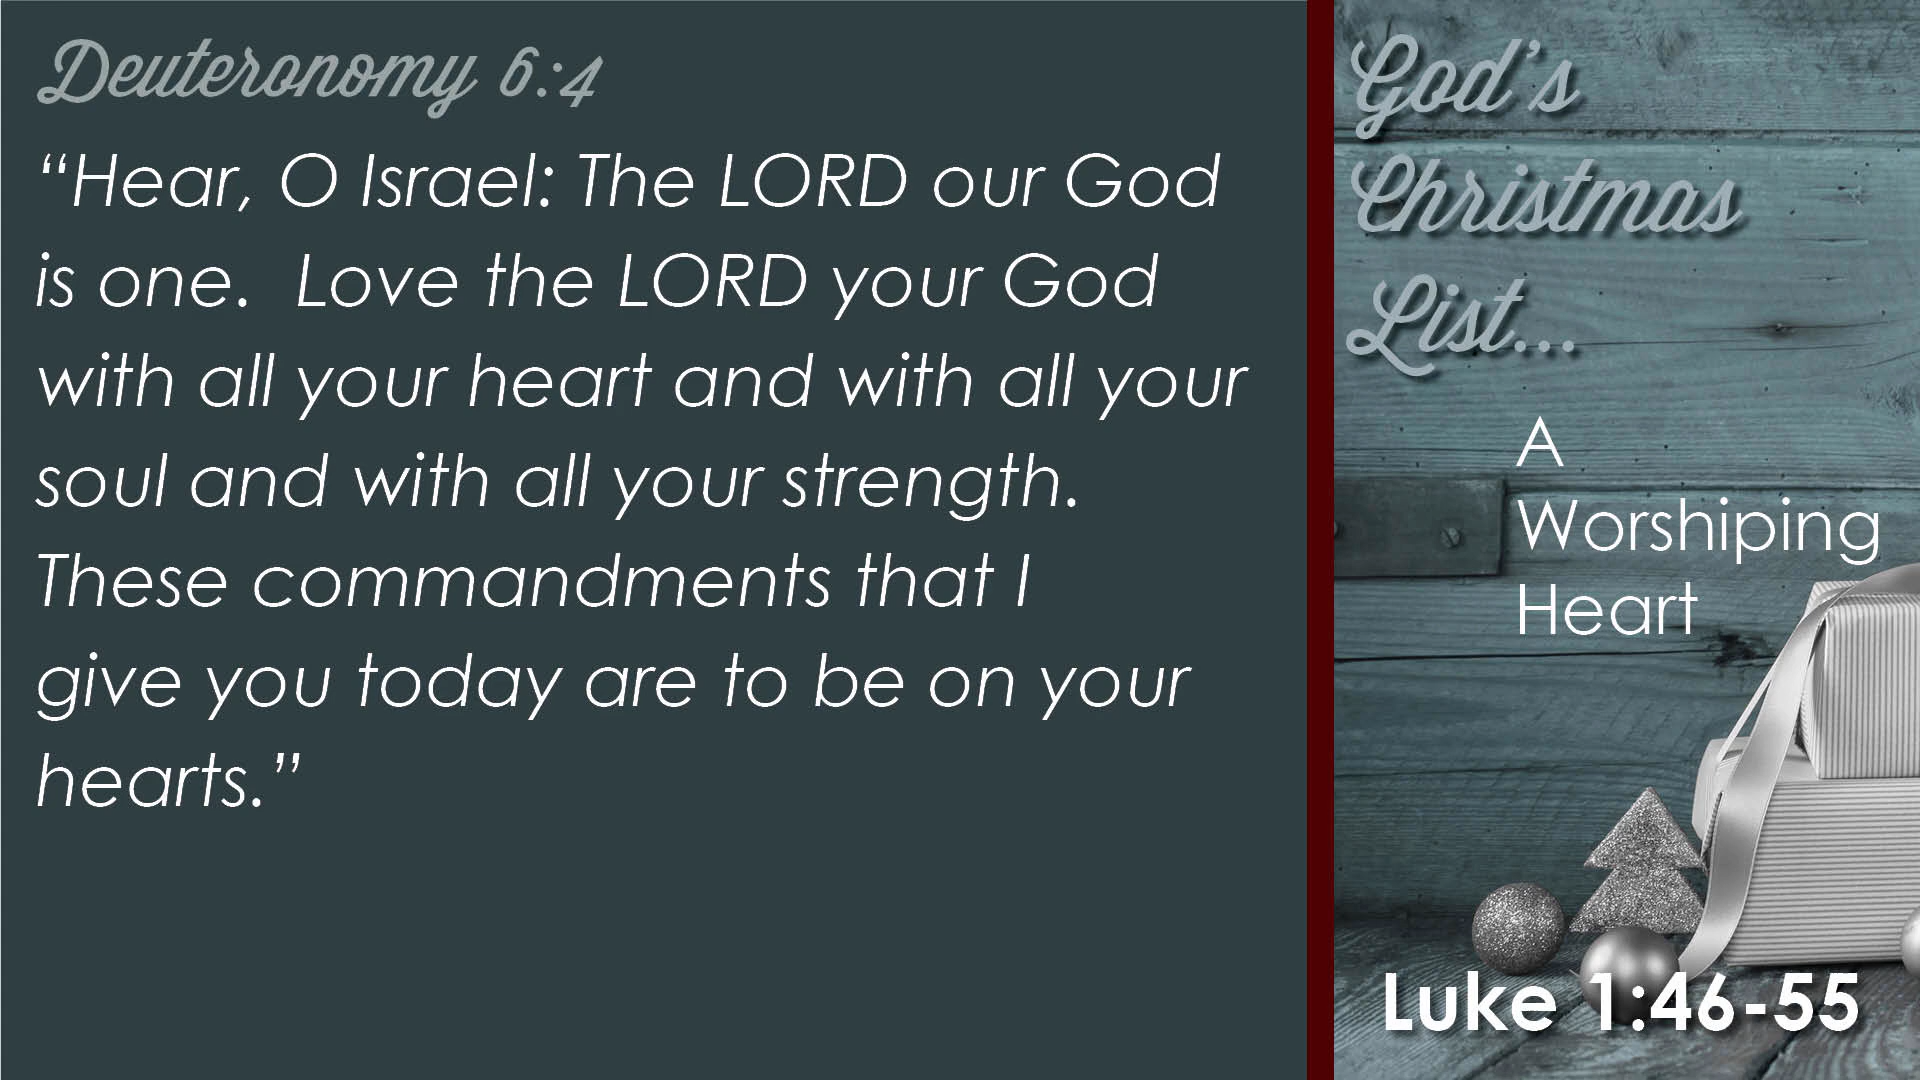 Deuteronomy 6:4
“Hear, O Israel: The LORD our God
is one.  Love the LORD your God
with all your heart and with all your
soul and with all your strength.
These commandments that I
give you today are to be on your
hearts.”
God’s
Christmas
List...
A
Worshiping
Heart
Luke 1:46-55